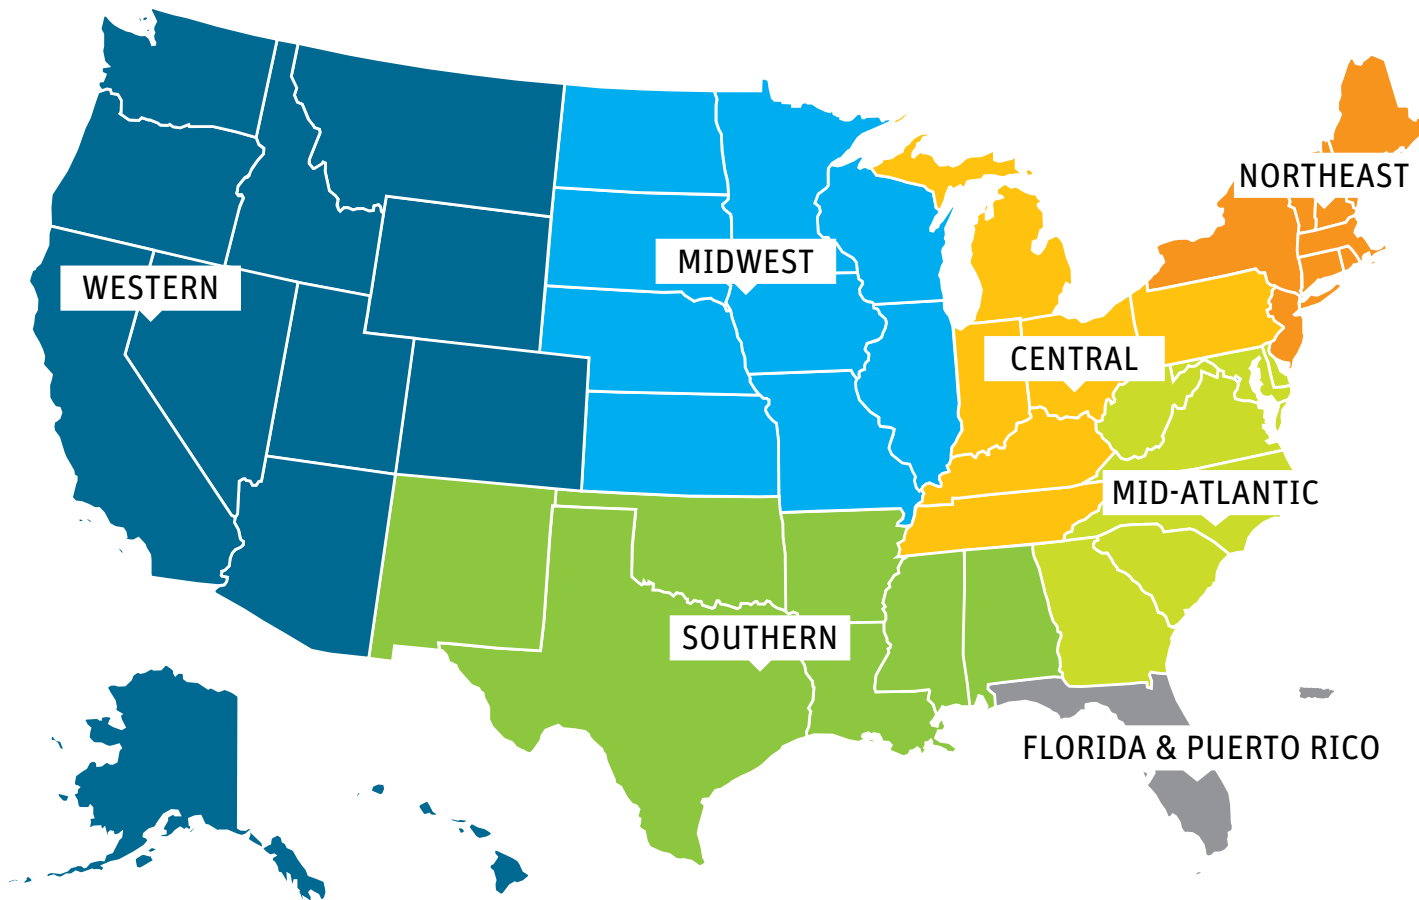 NORTHEAST
MIDWEST
WESTERN
CENTRAL
MID-ATLANTIC
SOUTHERN
FLORIDA & PUERTO RICO